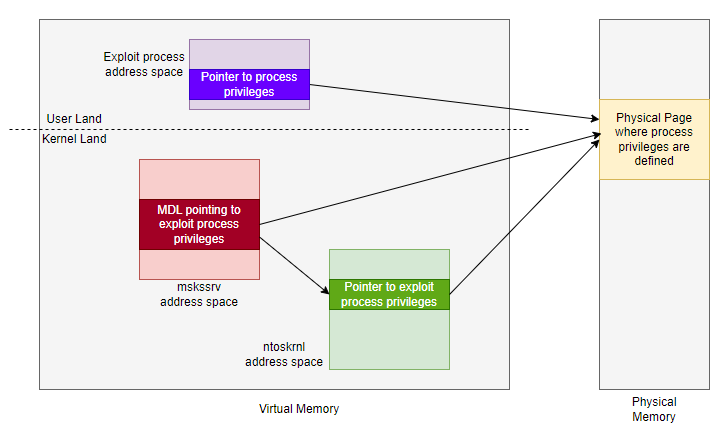 Exploit process
address space
Pointer to process
privileges
User Land
Kernel Land
Physical Page
where process
privileges are
defined
MDL pointing to
exploit process
privileges
mskssrv
address space
Pointer to exploit
process privileges
ntoskrnl
address space
Virtual Memory
Physical
Memory